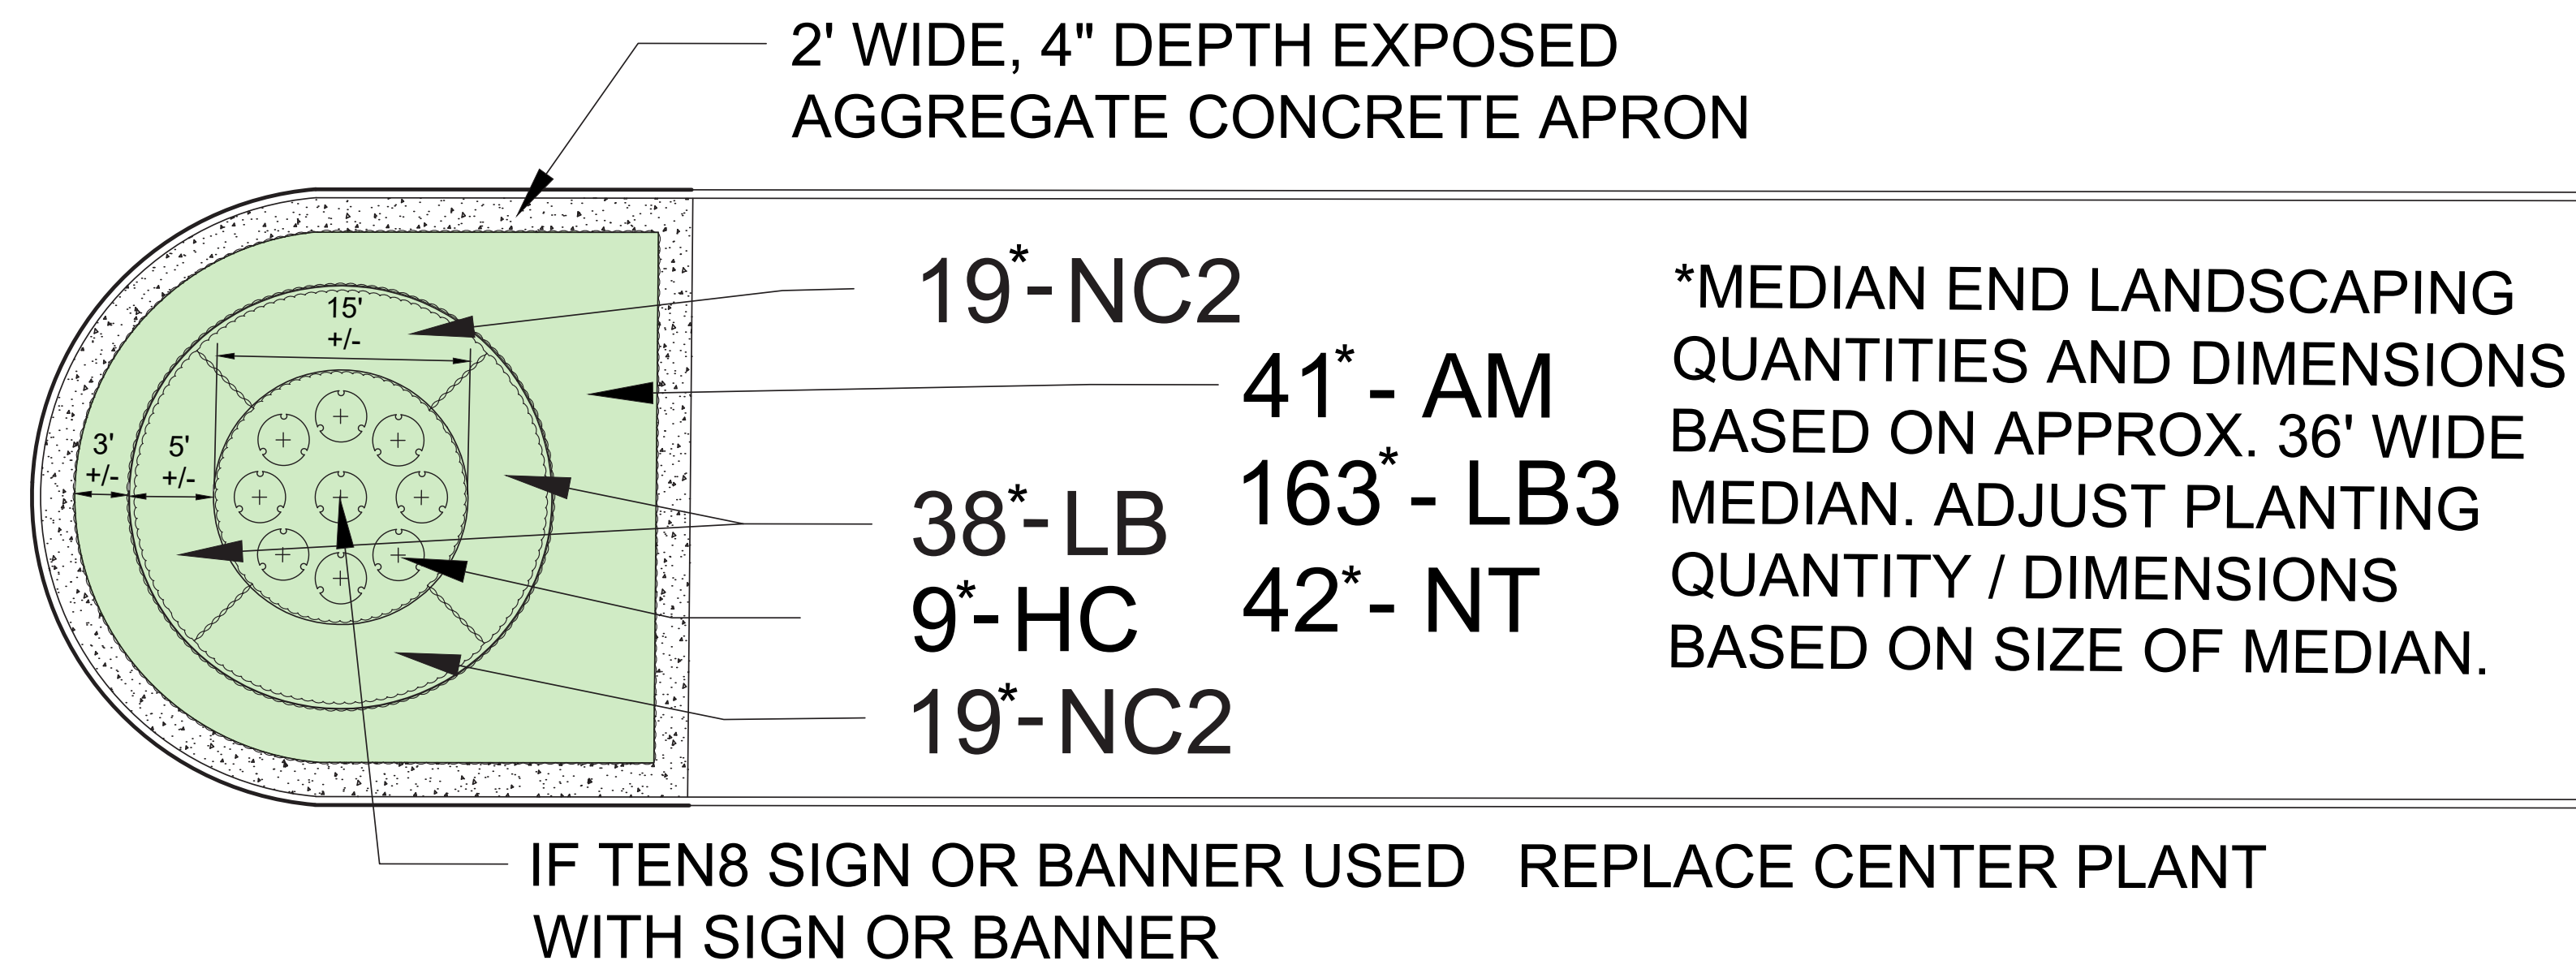 2' WIDE, 4" DEPTH EXPOSED
AGGREGATE CONCRETE APRON
15'
+/-
3'
+/-
5'
+/-
19*- NC2
41* - AM
163* - LB3
42* - NT
38*- LB
9*- HC
19*- NC2
*MEDIAN END LANDSCAPING
QUANTITIES AND DIMENSIONS
BASED ON APPROX. 36' WIDE
MEDIAN. ADJUST PLANTING
QUANTITY / DIMENSIONS
BASED ON SIZE OF MEDIAN.
IF TEN8 SIGN OR BANNER USED REPLACE CENTER PLANT
WITH SIGN OR BANNER